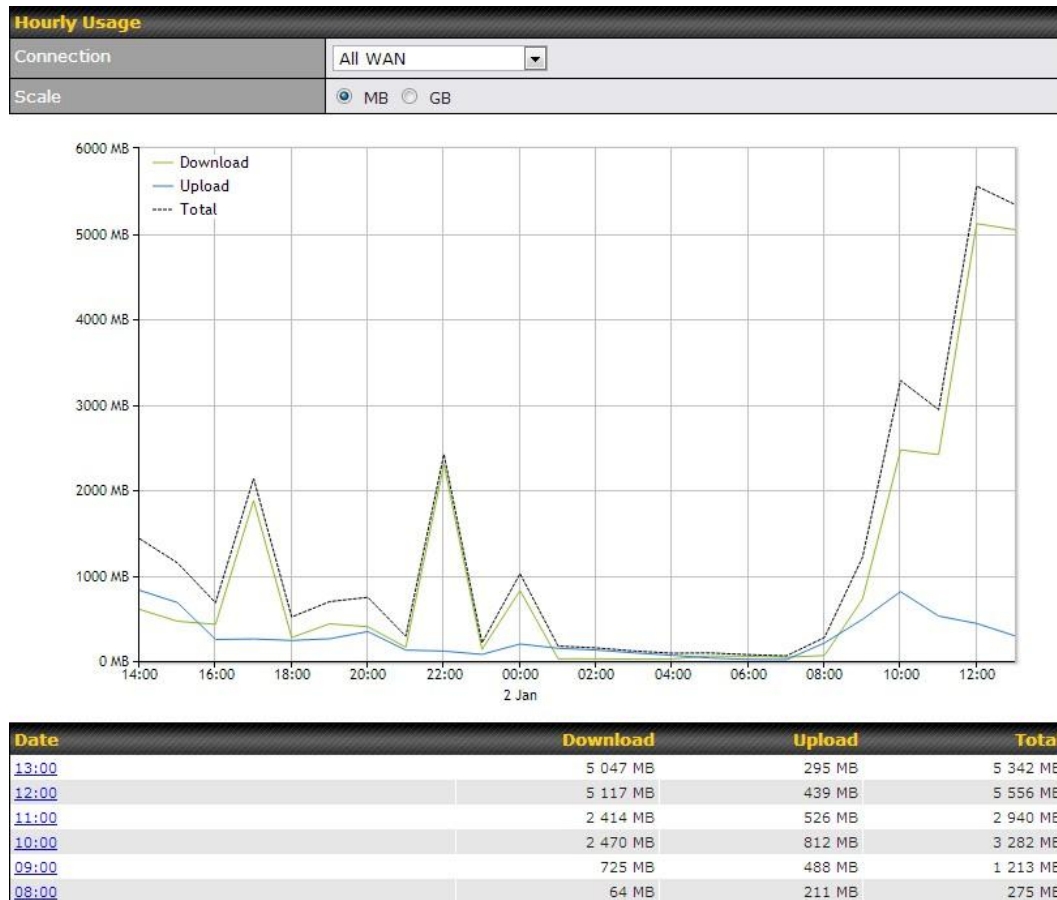 Hourly Usage
Connection All WAN
Scale MB GB
6000 MB
5000 MB
4000 MB
3000 MB
2000 MB
1000 MB
0 MB
Download
Upload
Total
14:00 16:00 18:00 20:00 22:00 00:00 02:00 04:00 06:00 08:00 10:00 12:00
2 Jan
Date Download Upload Total
13:00 5 047 MB 295 MB 5 342 MB
12:00 5 117 MB 439 MB 5 556 MB
11:00 2 414 MB 526 MB 2 940 MB
10:00 2 470 MB 812 MB 3 282 MB
09:00 725 MB 488 MB 1 213 MB
08:00 64 MB 211 MB 275 MB